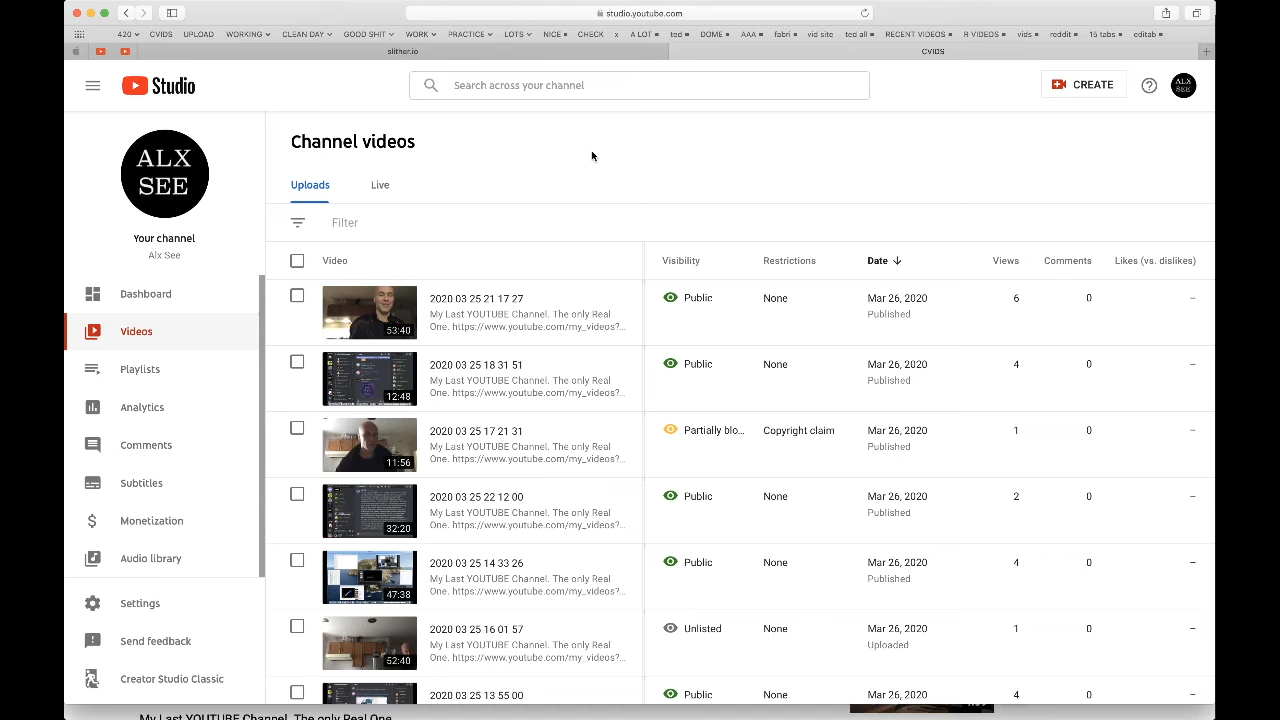 studio.youtube.com
420 CVIDS UPLOAD WORKING CLEAN DAY GOOD SHIT WORK PRACTICE LYTS NICE CHECK x A LOT ted DOME AAA fabri vid site ted all RECENT VIDEOS R VIDEOS vids reddit 15 tabs editab
slither.io CVIDS
Studio
Search across your channel
CREATE
ALX
SEE
Channel videos
ALX
SEE
Your channel
Alx See
Uploads Live
Filter
Video Visibility Restrictions Date Views Comments Likes (vs. dislikes)
Dashboard
Videos
Playlists
Analytics
Comments
Subtitles
Monetization
Audio library
Settings
Send feedback
Creator Studio Classic
2020 03 25 21 17 27 Public None Mar 26, 2020 6 0 –
My Last YOUTUBE Channel. The only Real Published
53:40 One. https://www.youtube.com/my_videos?...
2020 03 25 18 31 15 Public None Mar 26, 2020 4 0 –
My Last YOUTUBE Channel. The only Real Published
12:48 One. https://www.youtube.com/my_videos?...
2020 03 25 17 21 31 Partially blo... Copyright claim Mar 26, 2020 1 0 –
My Last YOUTUBE Channel. The only Real Published
11:56 One. https://www.youtube.com/my_videos?...
2020 03 25 Public None Mar 26, 2020 2 0 –
My Last YOUTUBE Channel. The only Real Published
32:20 One. https://www.youtube.com/my_videos?...
2020 03 25 14 33 26 Public None Mar 26, 2020 4 0 –
My Last YOUTUBE Channel. The only Real Published
47:38 One. https://www.youtube.com/my_videos?...
2020 03 25 16 01 57 Unlisted None Mar 26, 2020 1 0 –
My Last YOUTUBE Channel. The only Real Uploaded
52:40 One. https://www.youtube.com/my_videos?...
Public None Mar 26, 2020 4 0 –
My Last YOUTUBE Channel. The only Real One